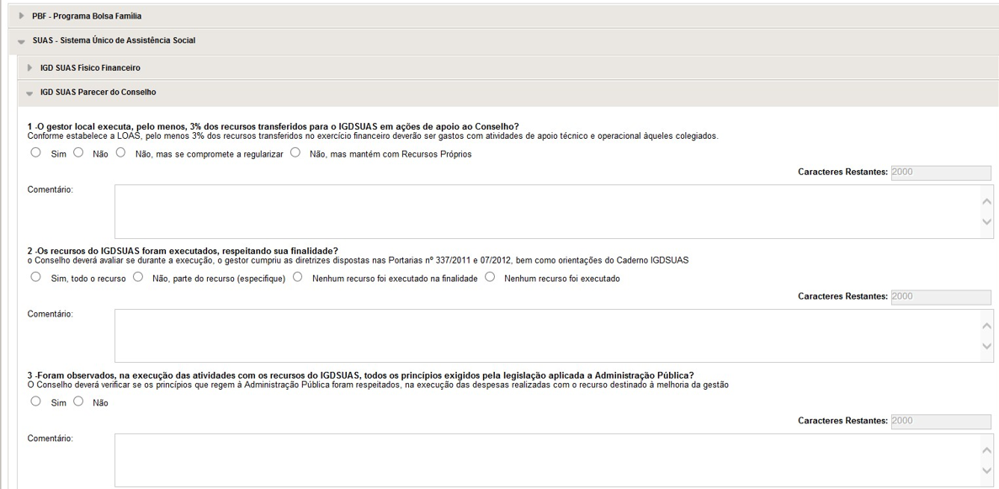 PBF - Programa Bolsa Família
SUAS - Sistema Único de Assistência Social
IGD SUAS Físico Financeiro
IGD SUAS Parecer do Conselho
1 -O gestor local executa, pelo menos, 3% dos recursos transferidos para o IGDSUAS em ações de apoio ao Conselho?
Conforme estabelece a LOAS, pelo menos 3% dos recursos transferidos no exercício financeiro deverão ser gastos com atividades de apoio técnico e operacional àqueles colegiados.
Sim Não Não, mas se compromete a regularizar Não, mas mantém com Recursos Próprios
Caracteres Restantes: 2000
Comentário:
2 -Os recursos do IGDSUAS foram executados, respeitando sua finalidade?
o Conselho deverá avaliar se durante a execução, o gestor cumpriu as diretrizes dispostas nas Portarias nº 337/2011 e 07/2012, bem como orientações do Caderno IGDSUAS
Sim, todo o recurso Não, parte do recurso (especifique) Nenhum recurso foi executado na finalidade Nenhum recurso foi executado
Caracteres Restantes: 2000
Comentário:
3 -Foram observados, na execução das atividades com os recursos do IGDSUAS, todos os princípios exigidos pela legislação aplicada a Administração Pública?
O Conselho deverá verificar se os princípios que regem à Administração Pública foram respeitados, na execução das despesas realizadas com o recurso destinado à melhoria da gestão
Sim Não
Caracteres Restantes: 2000
Comentário: